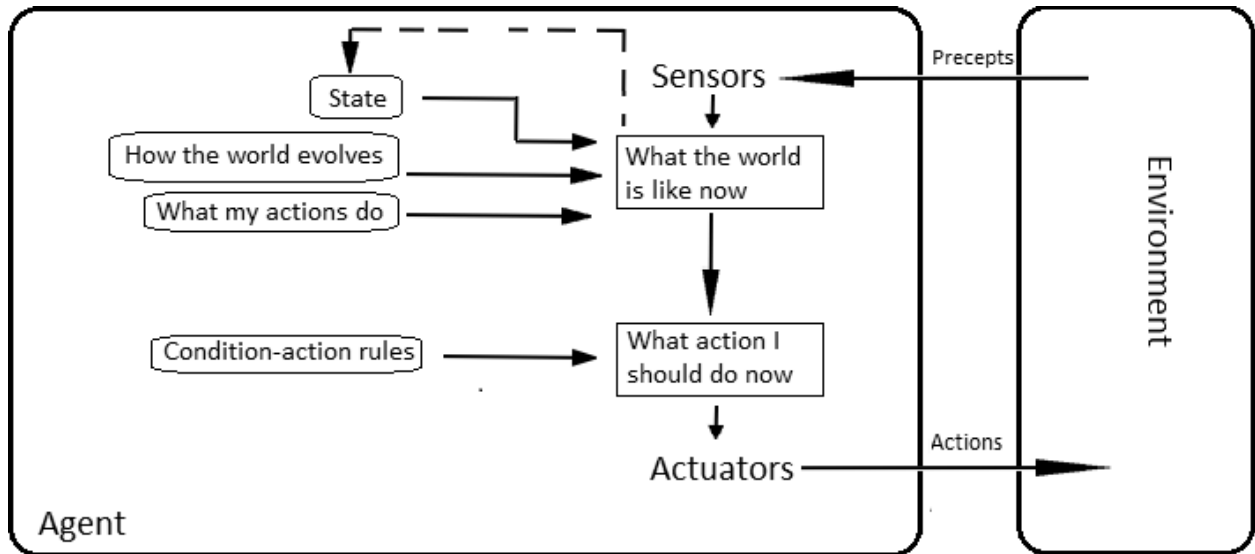 Precepts
Sensors
State
How the world evolves
What the world
is like now
What my actions do
Environment
Condition-action rules
What action I
should do now
Actions
Actuators
Agent